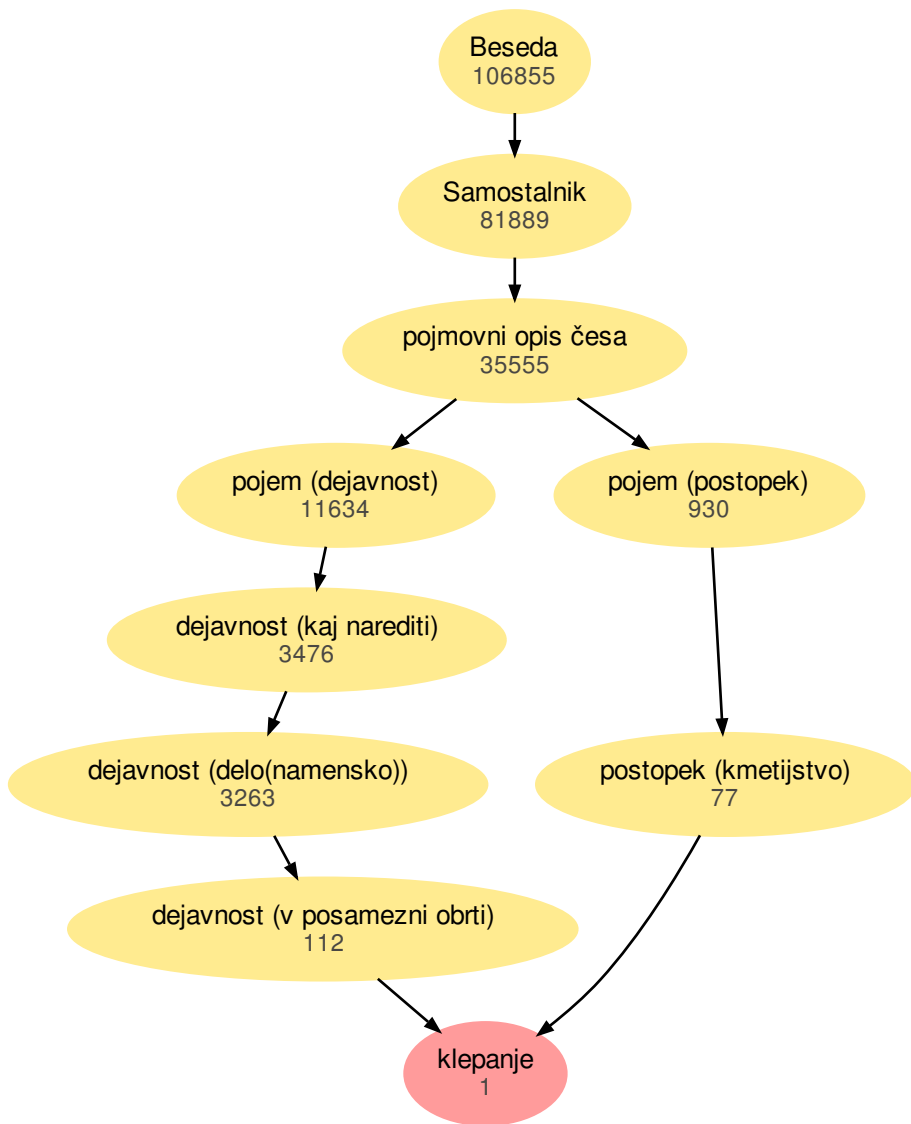 Beseda
106855
Samostalnik
81889
pojmovni opis česa
35555
pojem (dejavnost)
11634
pojem (postopek)
930
dejavnost (kaj narediti)
3476
dejavnost (delo(namensko))
3263
postopek (kmetijstvo)
77
dejavnost (v posamezni obrti)
112
klepanje
1